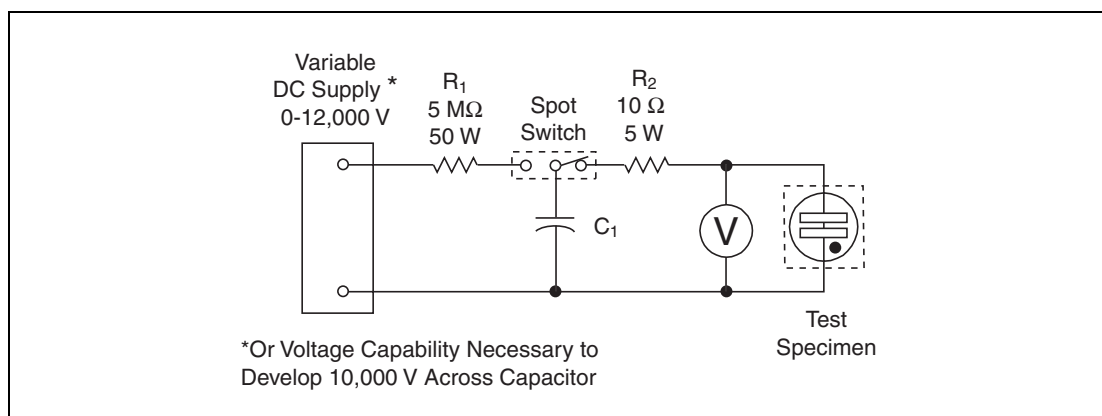 Variable
DC Supply *
0-12,000 V
R1
5 MΩ
50 W
Spot
Switch
R2
10 Ω
5 W
C1
V
Test
Specimen
*Or Voltage Capability Necessary to
Develop 10,000 V Across Capacitor